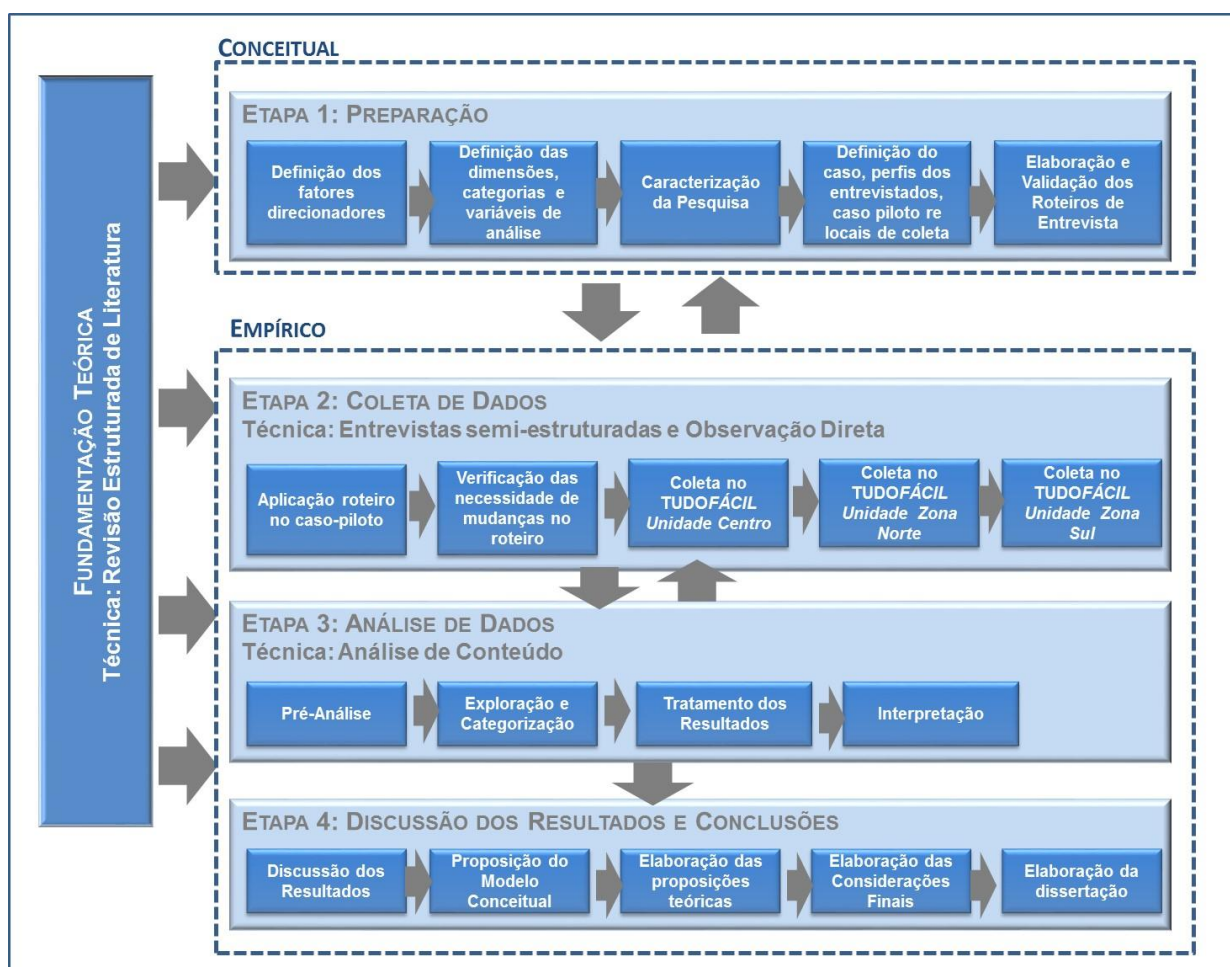 CONCEITUAL
FUNDAMENTAÇÃO TEÓRICA
Técnica: Revisão Estruturada de Literatura
ETAPA 1: PREPARAÇÃO
Definição dos
fatores
direcionadores
Definição das
dimensões,
categorias e
variáveis de
análise
Caracterização
da Pesquisa
Definição do
caso, perfis dos
entrevistados,
caso piloto re
locais de coleta
Elaboração e
Validação dos
Roteiros de
Entrevista
EMPÍRICO
ETAPA 2: COLETA DE DADOS
Técnica: Entrevistas semi-estruturadas e Observação Direta
Aplicação roteiro
no caso-piloto
Verificação das
necessidade de
mudanças no
roteiro
Coleta no
TUDOFÁCIL
Unidade Centro
Coleta no
TUDOFÁCIL
Unidade Zona
Norte
Coleta no
TUDOFÁCIL
Unidade Zona
Sul
ETAPA 3: ANÁLISE DE DADOS
Técnica: Análise de Conteúdo
Pré-Análise
Exploração e
Categorização
Tratamento dos
Resultados
Interpretação
ETAPA 4: DISCUSSÃO DOS RESULTADOS E CONCLUSÕES
Discussão dos
Resultados
Proposição do
Modelo
Conceitual
Elaboração das
proposições
teóricas
Elaboração das
Considerações
Finais
Elaboração da
dissertação